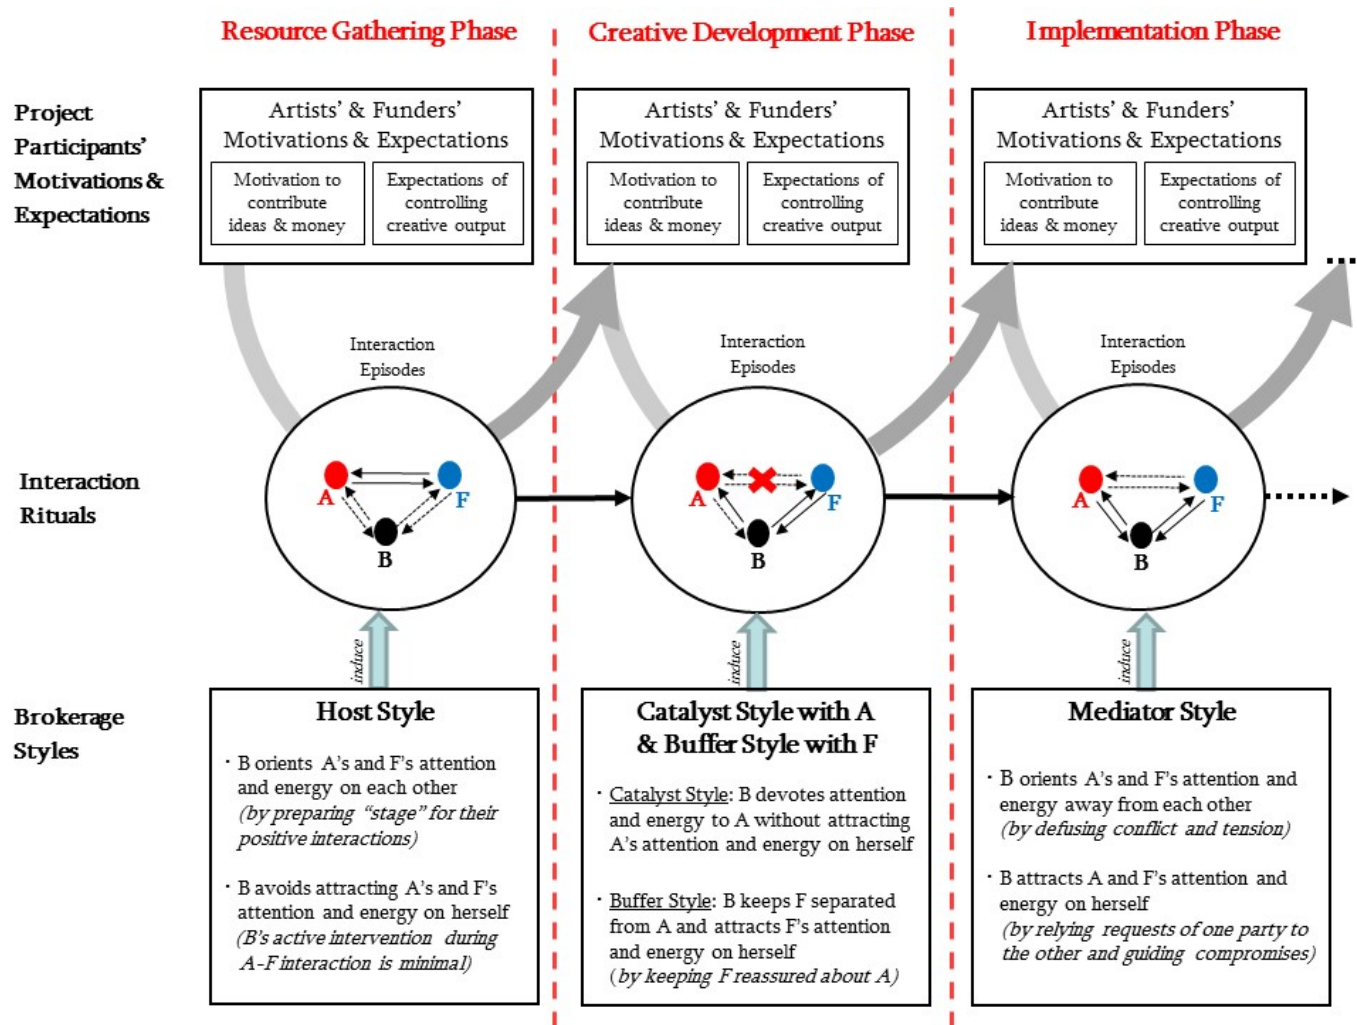 Resource Gathering Phase
Creative Development Phase
Implementation Phase
Project
Participants'
Motivations &
Expectations
Artists' & Funders'
Motivations & Expectations
Motivation to
contribute
ideas & money
Expectations of
controlling
creative output
Artists' & Funders'
Motivations & Expectations
Motivation to
contribute
ideas & money
Expectations of
controlling
creative output
Artists' & Funders'
Motivations & Expectations
Motivation to
contribute
ideas & money
Expectations of
controlling
creative output
Interaction
Rituals
Interaction
Episodes
A
F
B
Interaction
Episodes
A
F
B
Interaction
Episodes
A
F
B
induce
induce
induce
Brokerage
Styles
Host Style
· B orients A's and F's attention
and energy on each other
(by preparing "stage" for their
positive interactions)
· B avoids attracting A's and F's
attention and energy on herself
(B's active intervention during
A-F interaction is minimal)
Catalyst Style with A
& Buffer Style with F
· Catalyst Style: B devotes attention
and energy to A without attracting
A's attention and energy on herself
· Buffer Style: B keeps F separated
from A and attracts F's attention
and energy on herself
(by keeping F reassured about A)
Mediator Style
· B orients A's and F's attention and
energy away from each other
(by defusing conflict and tension)
· B attracts A and F's attention and
energy on herself
(by relying requests of one party to
the other and guiding compromises)